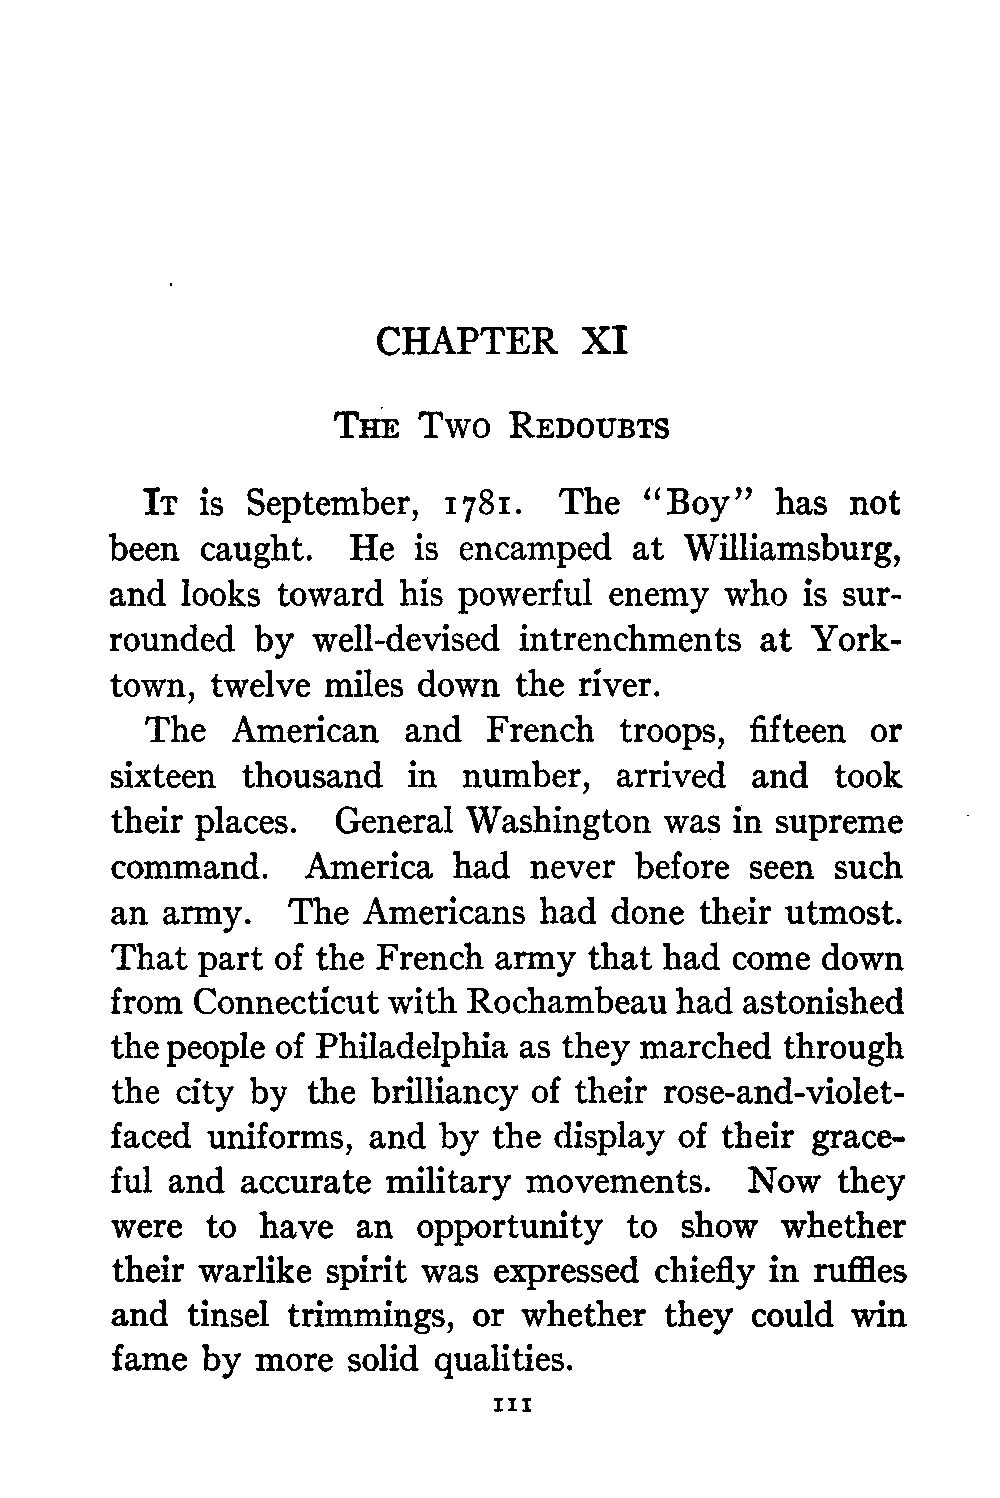 CHAPTER XI
THE TWO REDOUBTS
IT is September, 1781. The “Boy” has not
been caught. He is encamped at Williamsburg,
and looks toward his powerful enemy who is sur-
rounded by well-devised intrenchments at York-
town, twelve miles down the river.
The American and French troops, fifteen or
sixteen thousand in number, arrived and took
their places. General Washington was in supreme
command. America had never before seen such
an army. The Americans had done their utmost.
That part of the French army that had come down
from Connecticut with Rochambeau had astonished
the people of Philadelphia as they marched through
the city by the brilliancy of their rose-and-violet-
faced uniforms, and by the display of their grace-
ful and accurate military movements. Now they
were to have an opportunity to show whether
their warlike spirit was expressed chiefly in ruffles
and tinsel trimmings, or whether they could win
fame by more solid qualities.
111